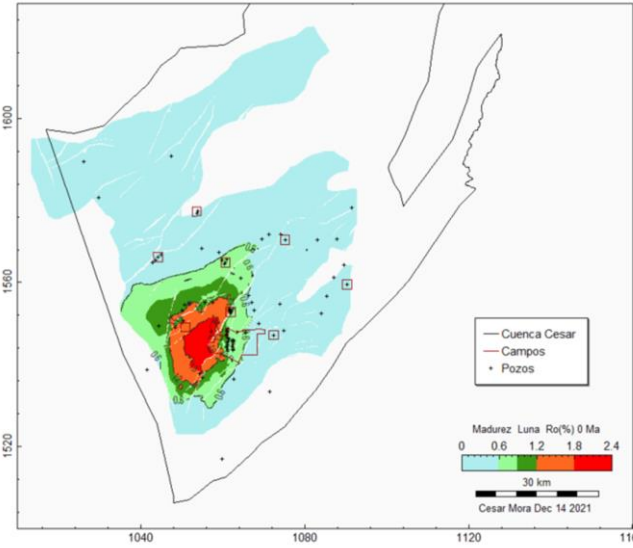 1600
1560
1520
1040
1080
1120
Cuenca Cesar
Campos
Pozos
Madurez Luna Ro(%) 0 Ma
0 0.6 1.2 1.8 2.4
30 km
Cesar Mora Dec 14 2021